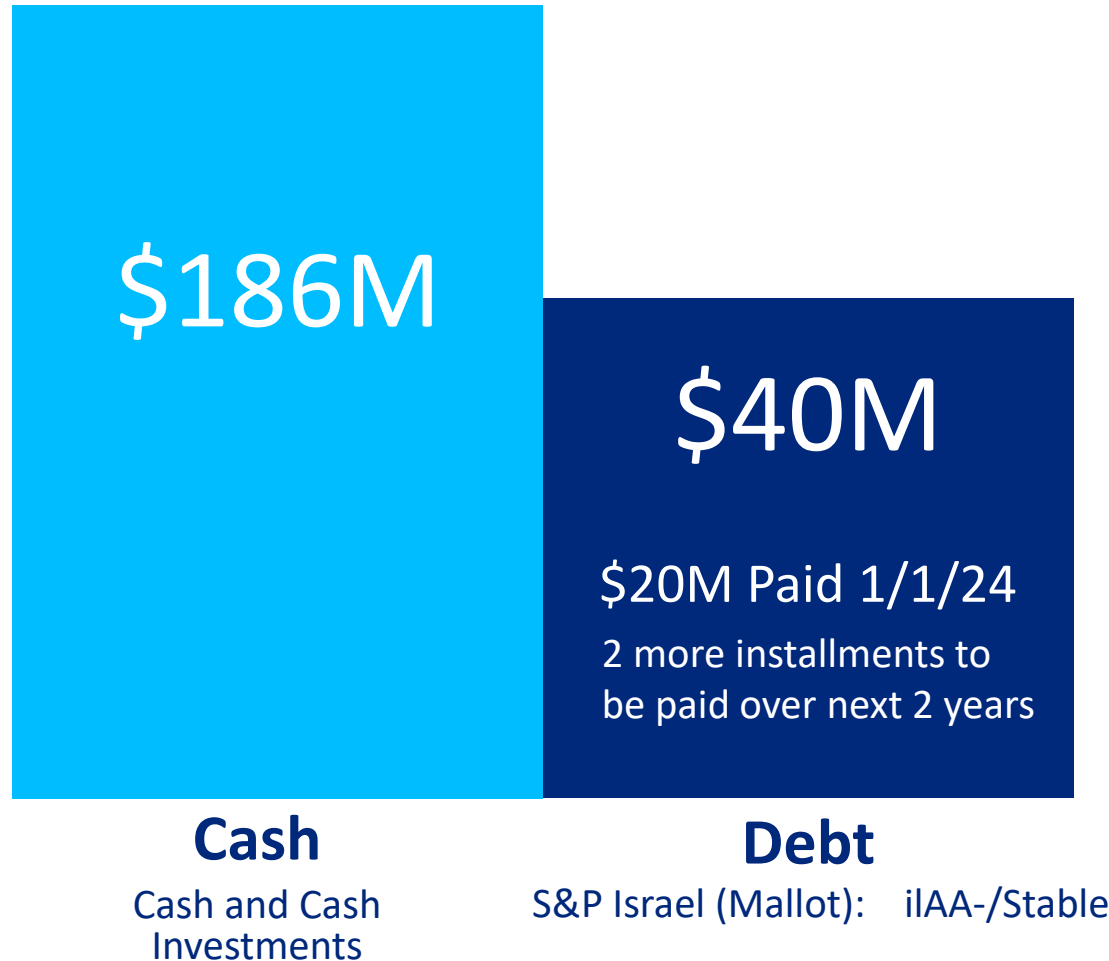 $186M
$40M
$20M Paid 1/1/24
2 more installments to
be paid over next 2 years
Cash
Cash and Cash
Investments
Debt
S&P Israel (Mallot): ilAA-/Stable